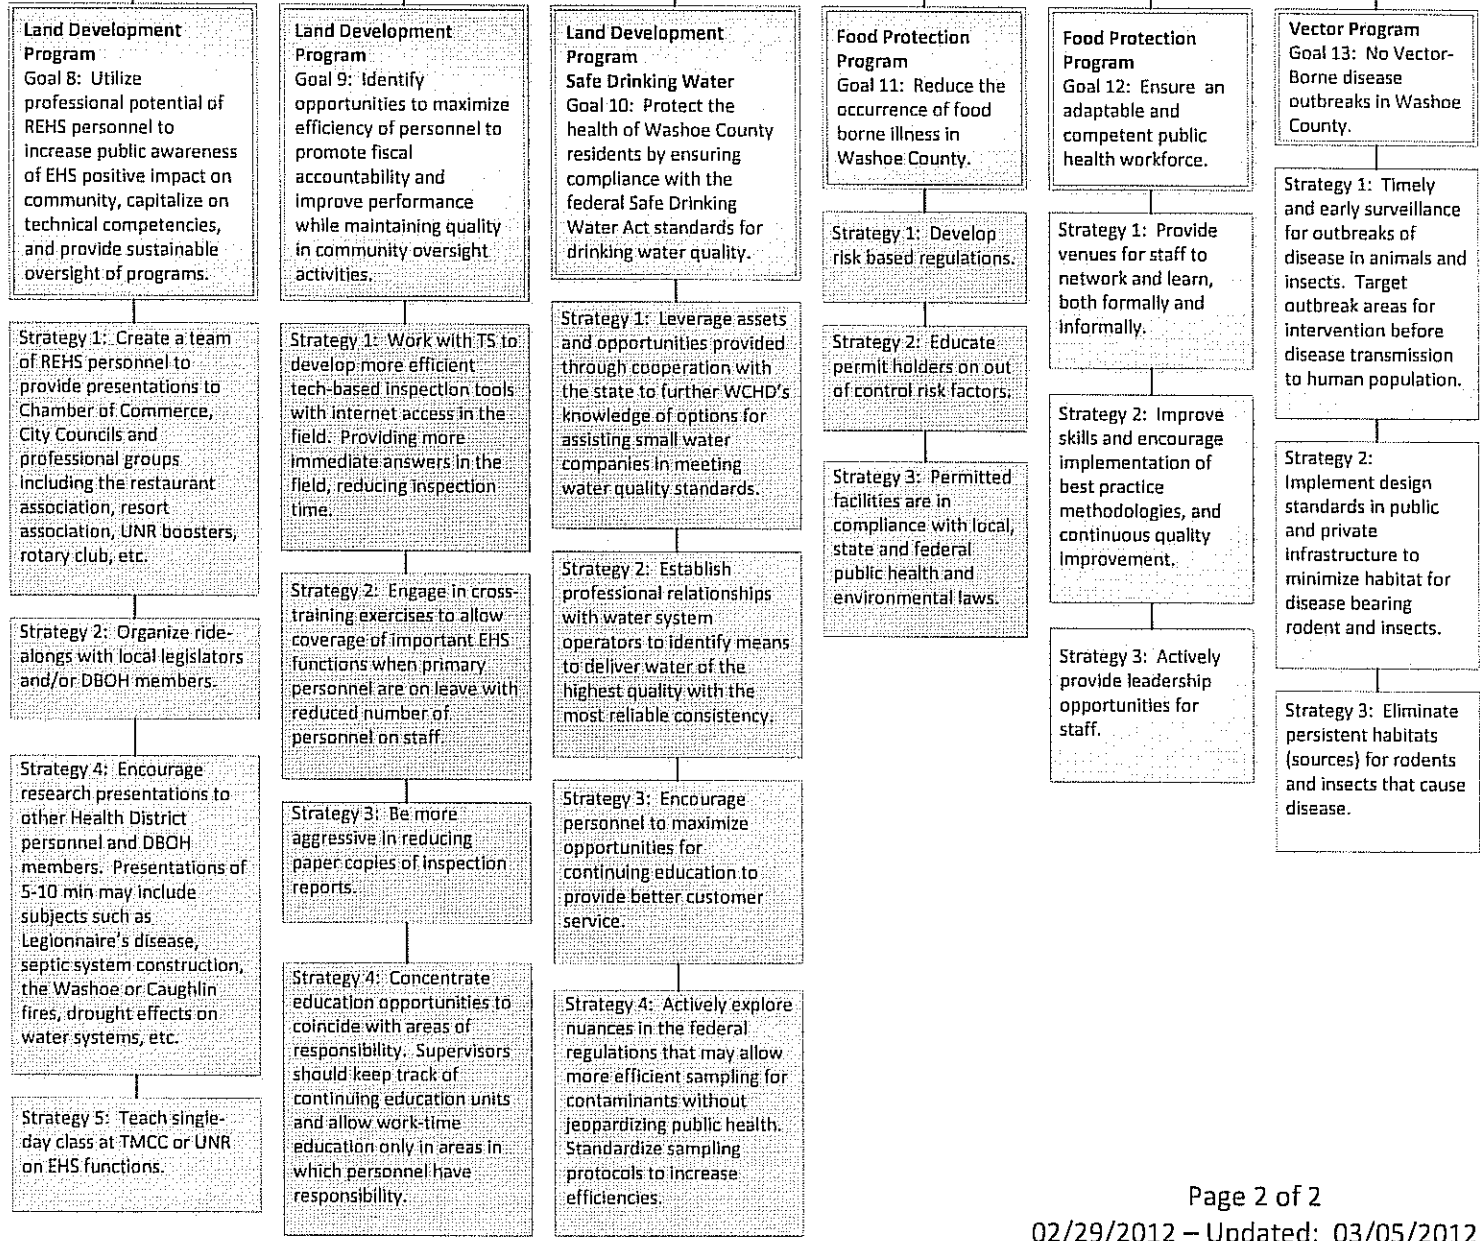 Land Development
Program
Goal 8: Utilize
professional potential of
REHS personnel to
increase public awareness
of EHS positive impact on
community, capitalize on
technical competencies,
and provide sustainable
oversight of programs.
Strategy 1: Create a team
of REHS personnel to
provide presentations to
Chamber of Commerce,
City Councils and
professional groups
including the restaurant
association, resort
association, UNR boosters,
rotary club, etc.
Strategy 2: Organize ride-
alongs with local legislators
and/or DBOH members.
Strategy 4: Encourage
research presentations to
other Health District
personnel and DBOH
members. Presentations of
5-10 min may include
subjects such as
Legionnaire's disease,
septic system construction,
the Washoe or Caughlin
fires, drought effects on
water systems, etc.
Strategy 5: Teach single-
day class at TMCC or UNR
on EHS functions.
Land Development
Program
Goal 9: Identify
opportunities to maximize
efficiency of personnel to
promote fiscal
accountability and
improve performance
while maintaining quality
in community oversight
activities.
Strategy 1: Work with TS to
develop more efficient
tech-based inspection tools
with internet access in the
field. Providing more
immediate answers in the
field, reducing inspection
time.
Strategy 2: Engage in cross-
training exercises to allow
coverage of important EHS
functions when primary
personnel are on leave with
reduced number of
personnel on staff.
Strategy 3: Be more
aggressive in reducing
paper copies of inspection
reports.
Strategy 4: Concentrate
education opportunities to
coincide with areas of
responsibility. Supervisors
should keep track of
continuing education units
and allow work-time
education only in areas in
which personnel have
responsibility.
Land Development
Program
Safe Drinking Water
Goal 10: Protect the
health of Washoe County
residents by ensuring
compliance with the
federal Safe Drinking
Water Act standards for
drinking water quality.
Strategy 1: Leverage assets
and opportunities provided
through cooperation with
the state to further WCHD's
knowledge of options for
assisting small water
companies in meeting
water quality standards.
Strategy 2: Establish
professional relationships
with water system
operators to identify means
to deliver water of the
highest quality with the
most reliable consistency.
Strategy 3: Encourage
personnel to maximize
opportunities for
continuing education to
provide better customer
service.
Strategy 4: Actively explore
nuances in the federal
regulations that may allow
more efficient sampling for
contaminants without
jeopardizing public health.
Standardize sampling
protocols to increase
efficiencies.
Food Protection
Program
Goal 11: Reduce the
occurrence of food
borne illness in
Washoe County.
Strategy 1: Develop
risk based regulations.
Strategy 2: Educate
permit holders on out
of control risk factors.
Strategy 3: Permitted
facilities are in
compliance with local,
state and federal
public health and
environmental laws.
Food Protection
Program
Goal 12: Ensure an
adaptable and
competent public
health workforce.
Strategy 1: Provide
venues for staff to
network and learn,
both formally and
informally.
Strategy 2: Improve
skills and encourage
implementation of
best practice
methodologies, and
continuous quality
improvement.
Strategy 3: Actively
provide leadership
opportunities for
staff.
Vector Program
Goal 13: No Vector-
Borne disease
outbreaks in Washoe
County.
Strategy 1: Timely
and early surveillance
for outbreaks of
disease in animals and
insects. Target
outbreak areas for
intervention before
disease transmission
to human population.
Strategy 2:
Implement design
standards in public
and private
infrastructure to
minimize habitat for
disease bearing
rodent and insects.
Strategy 3: Eliminate
persistent habitats
(sources) for rodents
and insects that cause
disease.
Page 2 of 2
02/29/2012 – Updated: 03/05/2012